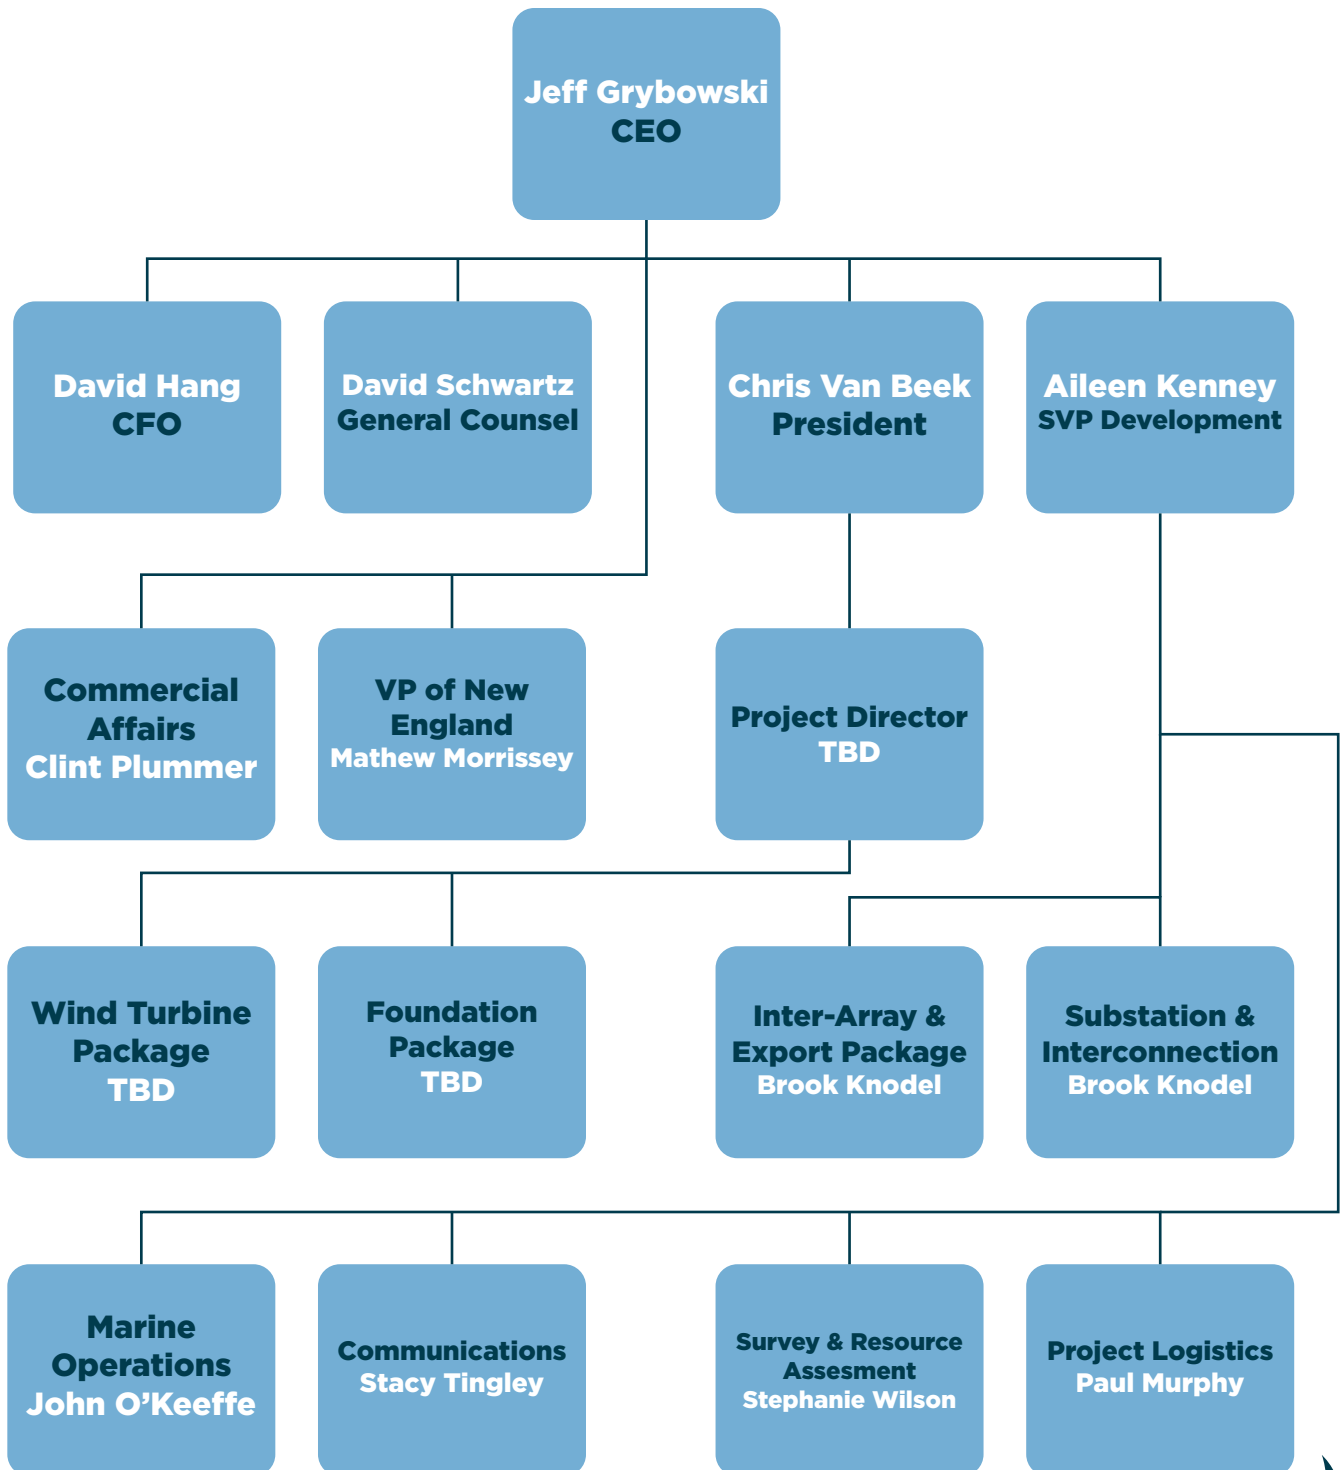 Jeff Grybowski
CEO
David Hang
CFO
David Schwartz
General Counsel
Chris Van Beek
President
Aileen Kenney
SVP Development
Commercial
Affairs
Clint Plummer
VP of New
England
Mathew Morrissey
Project Director
TBD
Wind Turbine
Package
TBD
Foundation
Package
TBD
Inter-Array &
Export Package
Brook Knodel
Substation &
Interconnection
Brook Knodel
Marine
Operations
John O’Keeffe
Communications
Stacy Tingley
Survey & Resource
Assesment
Stephanie Wilson
Project Logistics
Paul Murphy